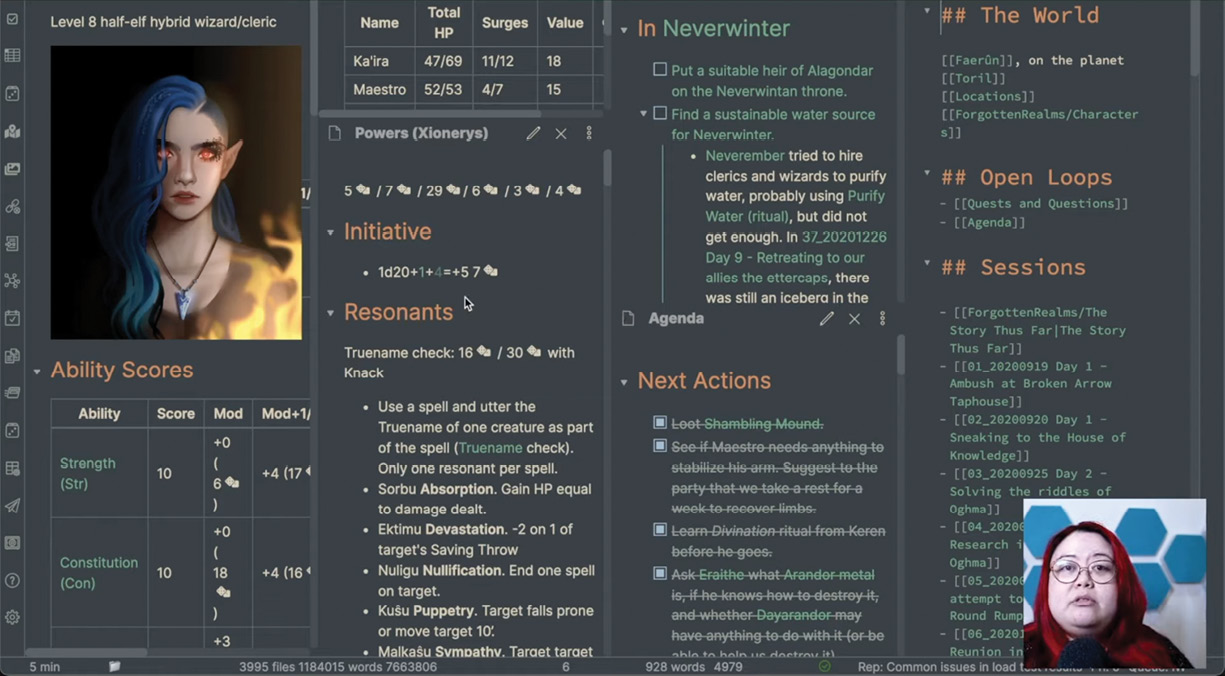 Level 8 half-elf hybrid wizard/cleric
Ability Scores
Ability Score Mod Mod+1/
Strength (Str) 10 +0 ( 6 ) +4 (17
Constitution (Con) 10 +0 ( 18 ) +4 (16
+3
Name Total HP Surges Value
Ka'ira 47/69 11/12 18
Maestro 52/53 4/7 15
Powers (Xionerys)
5 / 7 / 29 / 6 / 3 / 4
Initiative
1d20+1+4=+5 7
Resonants
Truename check: 16 / 30 with
Knack
Use a spell and utter the
Truename of one creature as part
of the spell (Truename check).
Only one resonant per spell.
Sorbu Absorption. Gain HP equal
to damage dealt.
Ektimu Devastation. -2 on 1 of
target's Saving Throw
Nuligu Nullification. End one spell
on target.
Kušu Puppetry. Target falls prone
or move target 10'.
Malkašu Sympathy. Target target
In Neverwinter
Put a suitable heir of Alagondar
on the Neverwintan throne.
Find a sustainable water source
for Neverwinter.
Neverember tried to hire
clerics and wizards to purify
water, probably using Purify
Water (ritual), but did not
get enough. In 37_20201226
Day 9 - Retreating to our
allies the ettercaps, there
was still an iceberg in the
Agenda
Next Actions
Loot Shambling Mound.
See if Maestro needs anything to
stabilize his arm. Suggest to the
party that we take a rest for a
week to recover limbs.
Learn Divination ritual from Keren
before he goes.
Ask Eraithe what Arandor metal
is, if he knows how to destroy it,
and whether Dayarandor may
have anything to do with it (or be
able to help us destroy it)
## The World
[[Faerûn]], on the planet
[[Toril]]
[[Locations]]
[[ForgottenRealms/Character
s]]
## Open Loops
- [[Quests and Questions]]
- [[Agenda]]
## Sessions
- [[ForgottenRealms/The
Story Thus Far|The Story
Thus Far]]
- [[01_20200919 Day 1 -
Ambush at Broken Arrow
Taphouse]]
- [[02_20200920 Day 1 -
Sneaking to the House of
Knowledge]]
- [[03_20200925 Day 2 -
Solving the riddles of
Oghma]]
- [[04_2020
Research i
Oghma]]
- [[05_2020
attempt to
Round Rump
- [[06_2020
Reunion in
5 min 3995 files 1184015 words 7663806 6 928 words 4979 Rep: Common issues in load test results